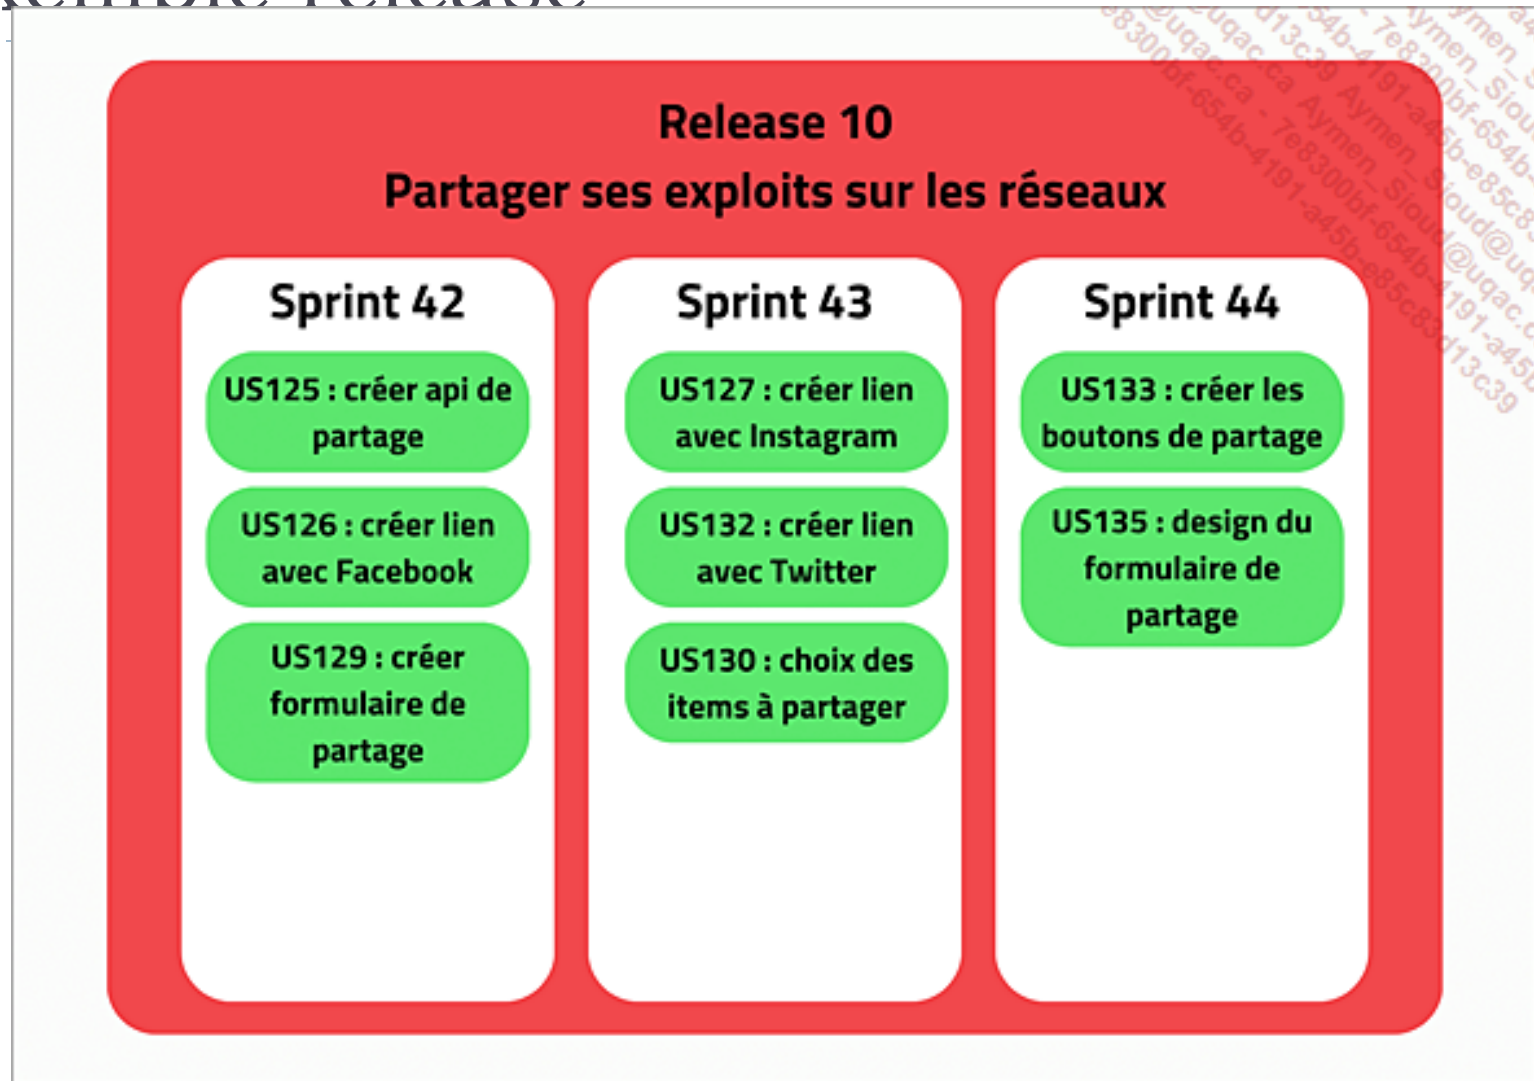 Release 10
Partager ses exploits sur les réseaux
Sprint 42
US125 : créer api de
partage
US126 : créer lien
avec Facebook
US129 : créer
formulaire de
partage
Sprint 43
US127 : créer lien
avec Instagram
US132 : créer lien
avec Twitter
US130 : choix des
items à partager
Sprint 44
US133 : créer les
boutons de partage
US135 : design du
formulaire de
partage